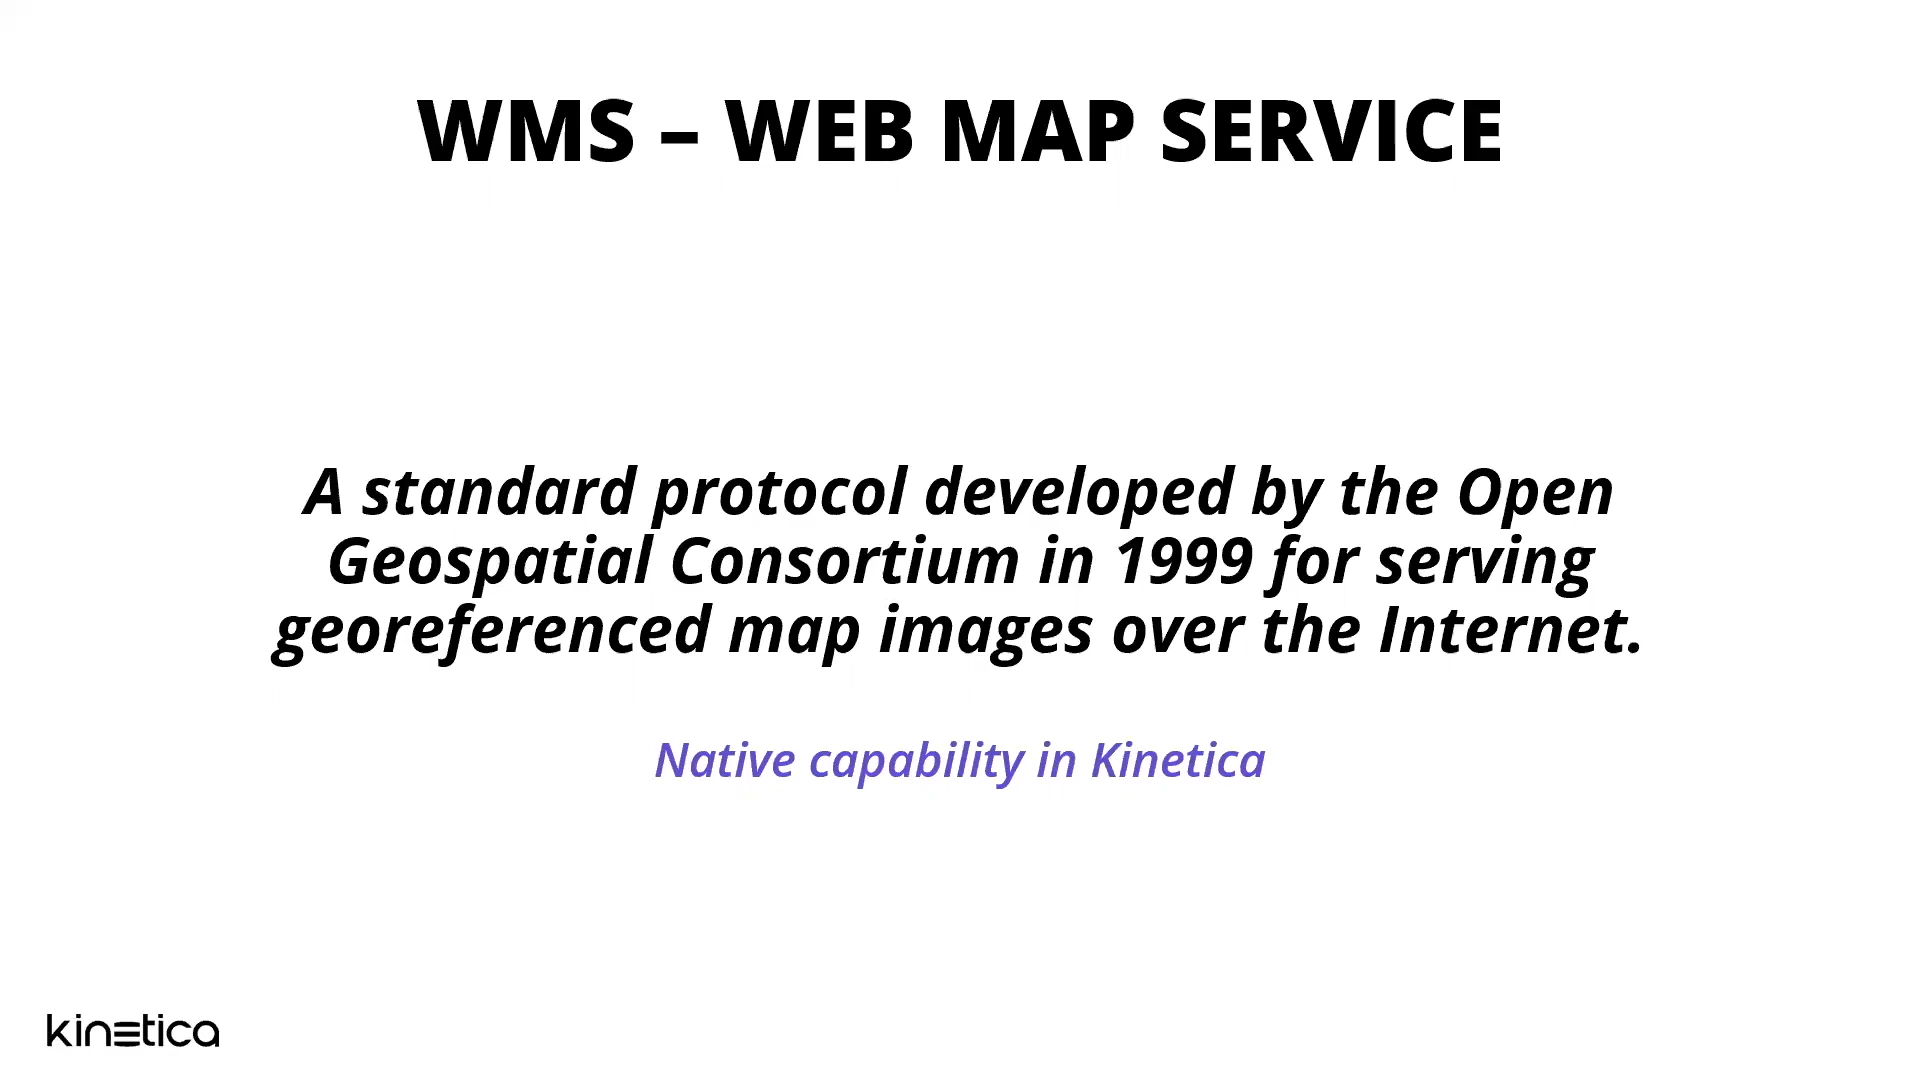 WMS – WEB MAP SERVICE
A standard protocol developed by the Open
Geospatial Consortium in 1999 for serving
georeferenced map images over the Internet.
Native capability in Kinetica
kinetica